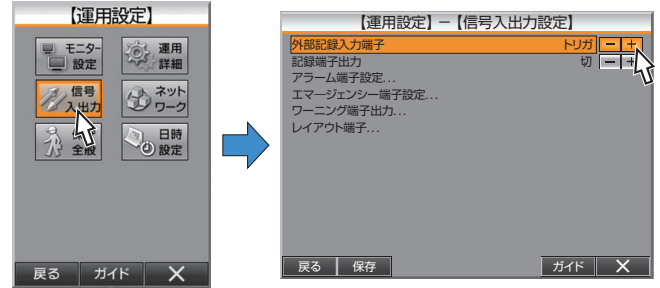 【運用設定】
モニター
設定
運用
詳細
信号
入出力
ネット
ワーク
全般
日時
設定
戻る ガイド ×
【運用設定】－【信号入出力設定】
外部記録入力端子 トリガ － ＋
記録端子出力 切 － ＋
アラーム端子設定...
エマージェンシー端子設定...
ワーニング端子出力...
レイアウト端子...
戻る 保存 ガイド ×